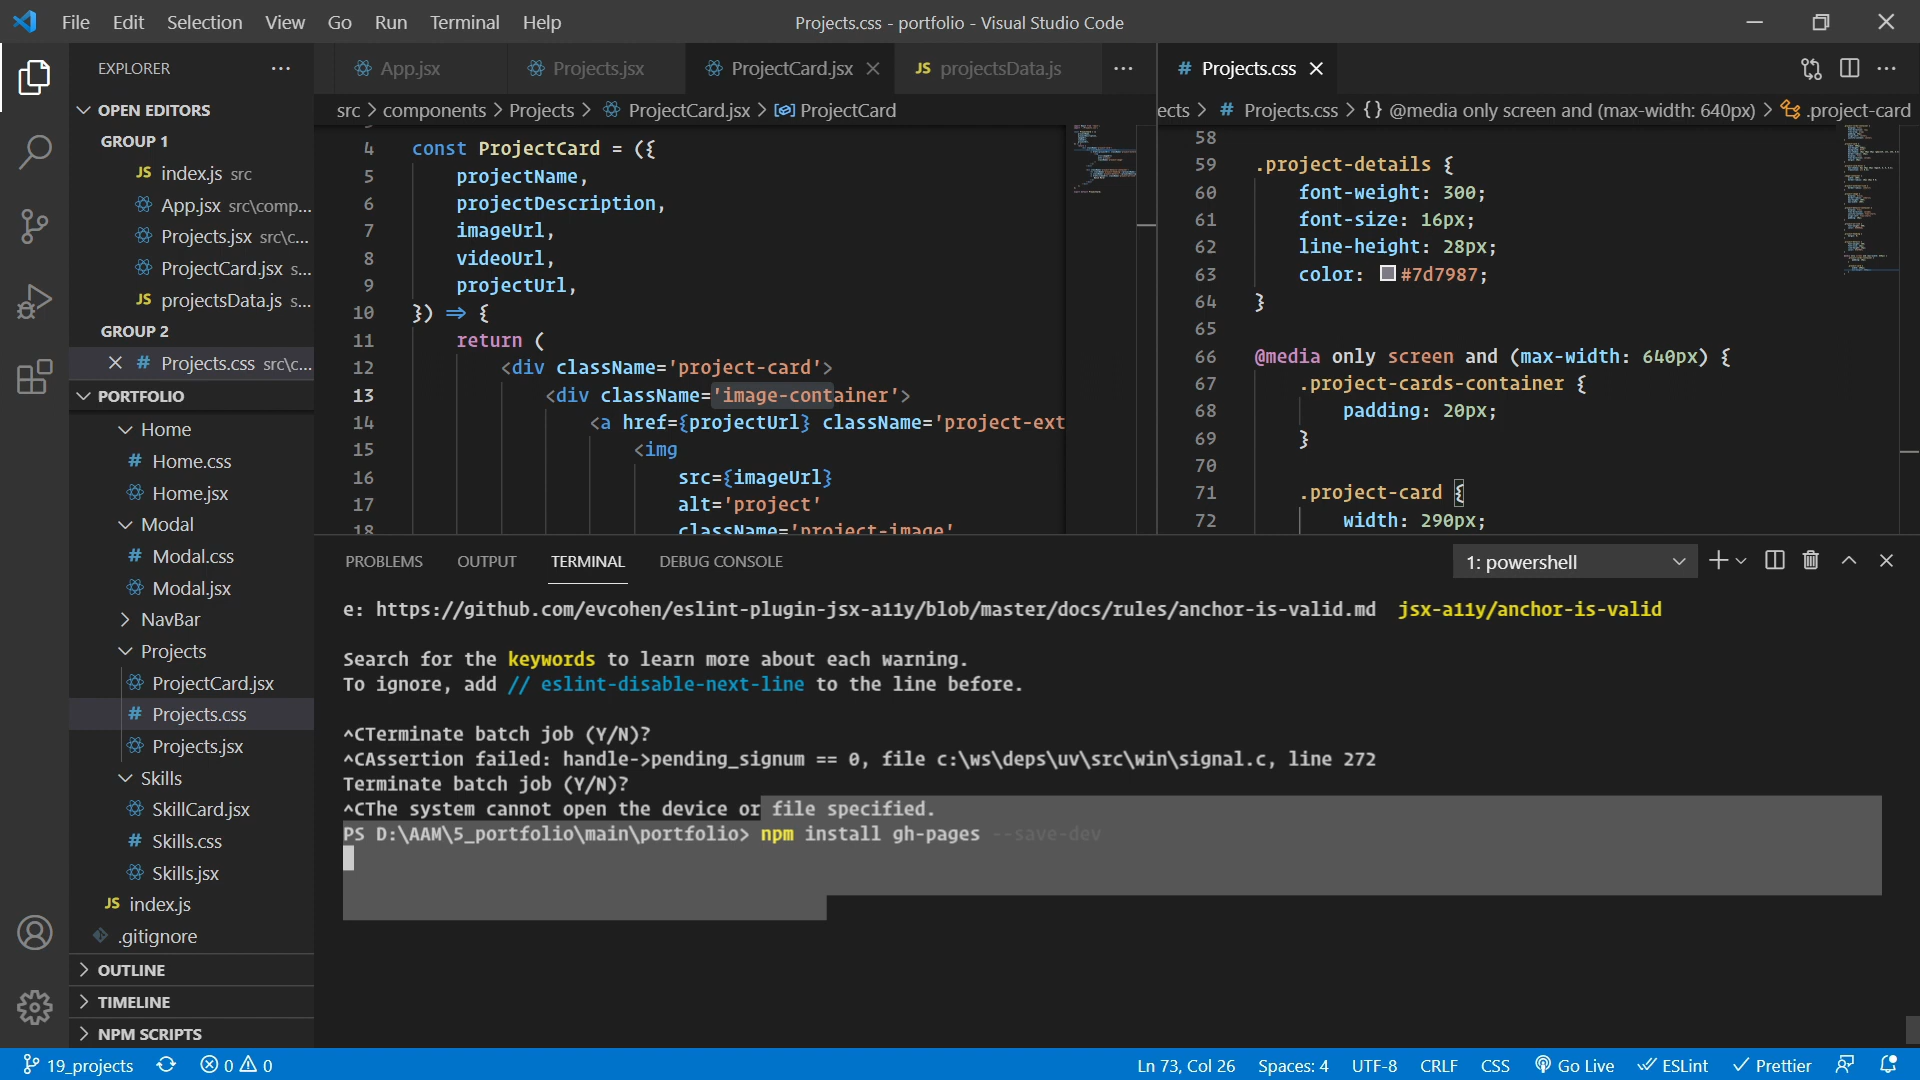 File Edit Selection View Go Run Terminal Help
Projects.css - portfolio - Visual Studio Code
EXPLORER
OPEN EDITORS
GROUP 1
JS index.js src
App.jsx src\comp...
Projects.jsx src\c...
ProjectCard.jsx s...
JS projectsData.js s...
GROUP 2
# Projects.css src\c...
PORTFOLIO
Home
# Home.css
Home.jsx
Modal
# Modal.css
Modal.jsx
NavBar
Projects
ProjectCard.jsx
# Projects.css
Projects.jsx
Skills
SkillCard.jsx
# Skills.css
Skills.jsx
JS index.js
.gitignore
OUTLINE
TIMELINE
NPM SCRIPTS
App.jsx Projects.jsx ProjectCard.jsx JS projectsData.js ...
src > components > Projects > ProjectCard.jsx > ProjectCard
4 const ProjectCard = ({
5 projectName,
6 projectDescription,
7 imageUrl,
8 videoUrl,
9 projectUrl,
10 }) => {
11 return (
12 <div className='project-card'>
13 <div className='image-container'>
14 <a href={projectUrl} className='project-ext
15 <img
16 src={imageUrl}
17 alt='project'
18 className='project-image'
# Projects.css
ects > # Projects.css > {} @media only screen and (max-width: 640px) > .project-card
58
59 .project-details {
60 font-weight: 300;
61 font-size: 16px;
62 line-height: 28px;
63 color: #7d7987;
64 }
65
66 @media only screen and (max-width: 640px) {
67 .project-cards-container {
68 padding: 20px;
69 }
70
71 .project-card {
72 width: 290px;
PROBLEMS OUTPUT TERMINAL DEBUG CONSOLE
1: powershell
e: https://github.com/evcohen/eslint-plugin-jsx-a11y/blob/master/docs/rules/anchor-is-valid.md jsx-a11y/anchor-is-valid
Search for the keywords to learn more about each warning.
To ignore, add // eslint-disable-next-line to the line before.
^CTerminate batch job (Y/N)?
^CAssertion failed: handle->pending_signum == 0, file c:\ws\deps\uv\src\win\signal.c, line 272
Terminate batch job (Y/N)?
^CThe system cannot open the device or file specified.
PS D:\AAM\5_portfolio\main\portfolio> npm install gh-pages --save-dev
19_projects 0 0
Ln 73, Col 26 Spaces: 4 UTF-8 CRLF CSS Go Live ESLint Prettier